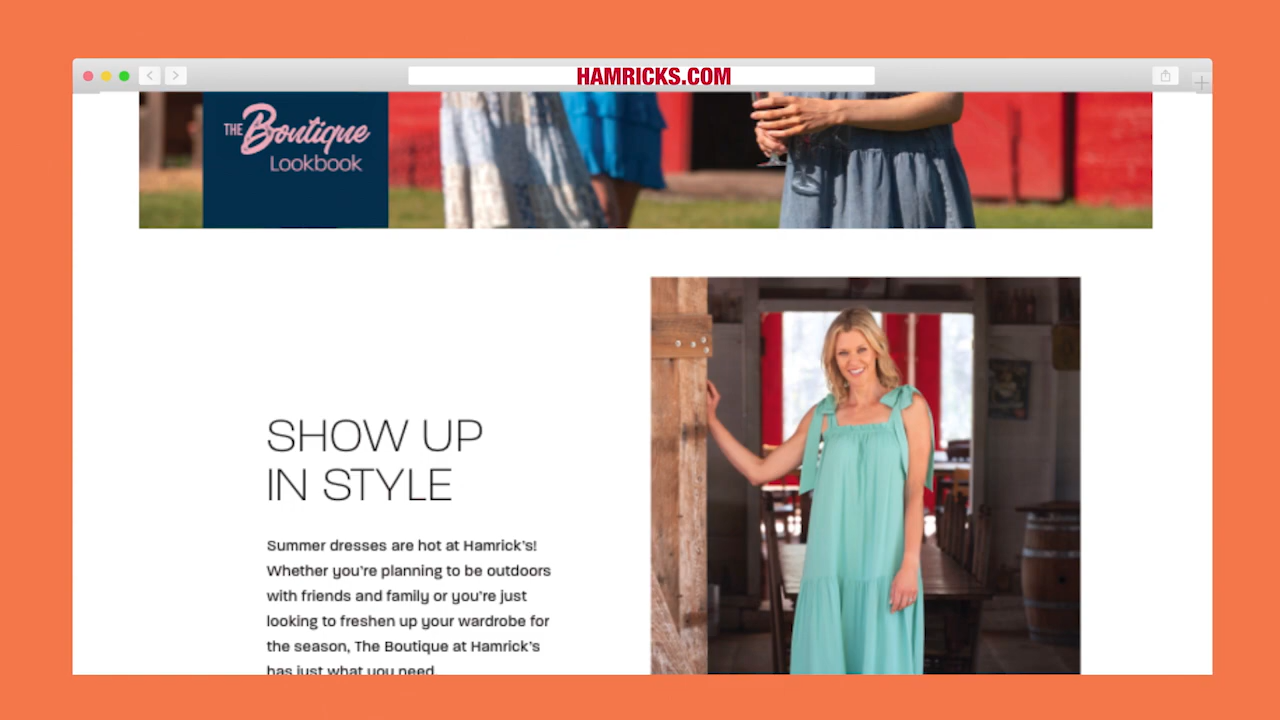 HAMRICKS.COM
THE Boutique
Lookbook
SHOW UP
IN STYLE
Summer dresses are hot at Hamrick's!
Whether you're planning to be outdoors
with friends and family or you're just
looking to freshen up your wardrobe for
the season, The Boutique at Hamrick's
has just what you need